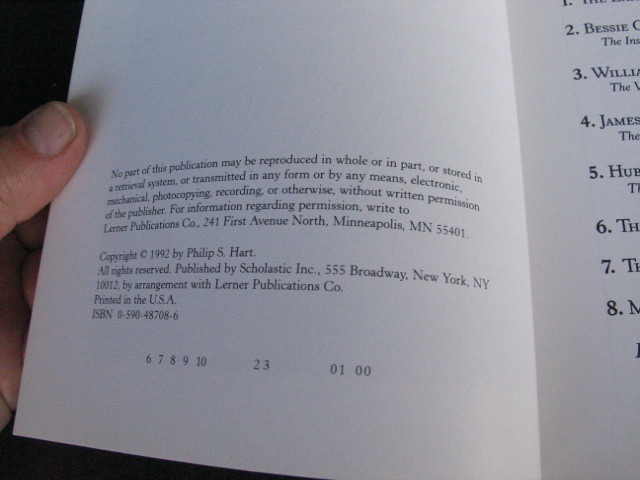 No part of this publication may be reproduced in whole or in part, or stored in
a retrieval system, or transmitted in any form or by any means, electronic,
mechanical, photocopying, recording, or otherwise, without written permission
of the publisher. For information regarding permission, write to
Lerner Publications Co., 241 First Avenue North, Minneapolis, MN 55401.
Copyright © 1992 by Philip S. Hart.
All rights reserved. Published by Scholastic Inc., 555 Broadway, New York, NY
10012, by arrangement with Lerner Publications Co.
Printed in the U.S.A.
ISBN 0-590-48708-6
6 7 8 9 10 23 01 00
2. BESSIE C
The Ins
3. WILLIA
The
4. JAMES
The
5. HUB
6. TH
7. T
8. M